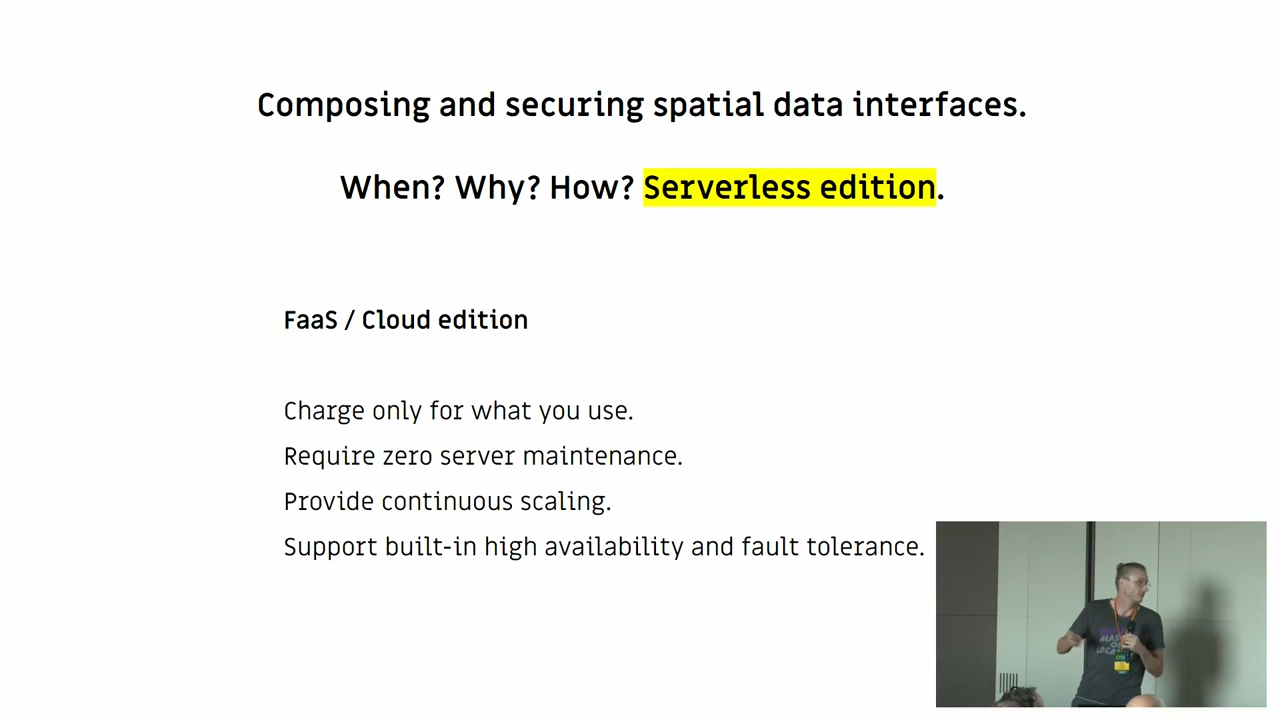 Composing and securing spatial data interfaces.
When? Why? How? Serverless edition.
FaaS / Cloud edition
Charge only for what you use.
Require zero server maintenance.
Provide continuous scaling.
Support built-in high availability and fault tolerance.